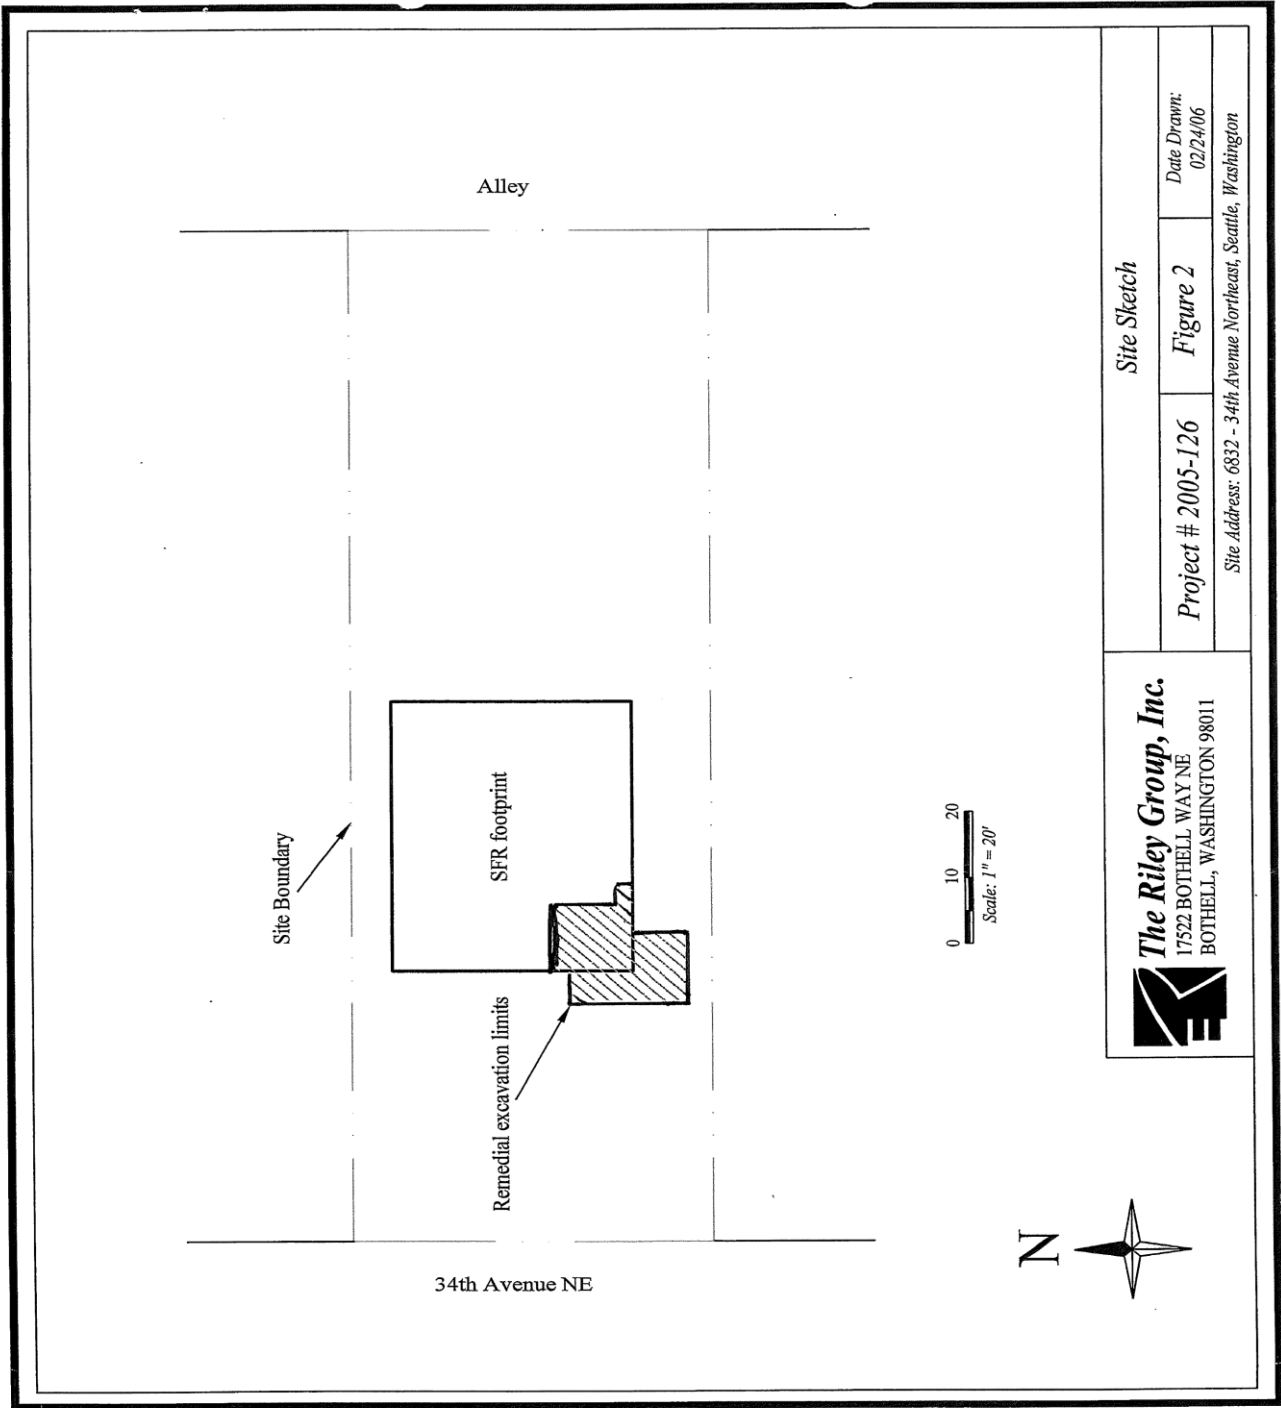 Alley
Site Boundary
SFR footprint
Remedial excavation limits
34th Avenue NE
0 10 20
Scale: 1" = 20'
N
The Riley Group, Inc.
17522 BOTHELL WAY NE
BOTHELL, WASHINGTON 98011
Site Sketch
Project # 2005-126
Figure 2
Date Drawn:
02/24/06
Site Address: 6832 - 34th Avenue Northeast, Seattle, Washington